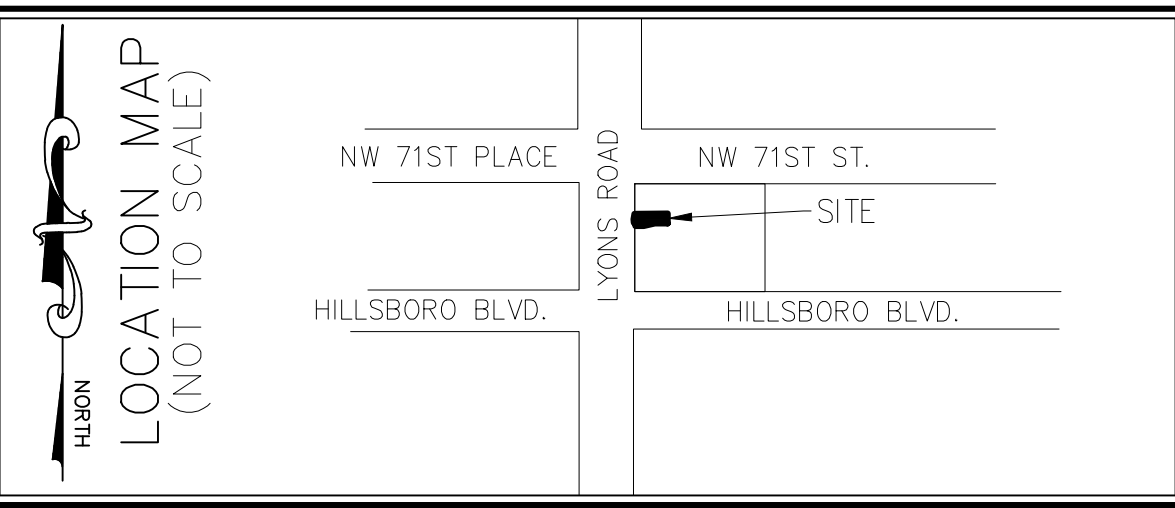 LOCATION MAP
(NOT TO SCALE)
NORTH
NW 71ST PLACE
NW 71ST ST.
LYONS ROAD
SITE
HILLSBORO BLVD.
HILLSBORO BLVD.